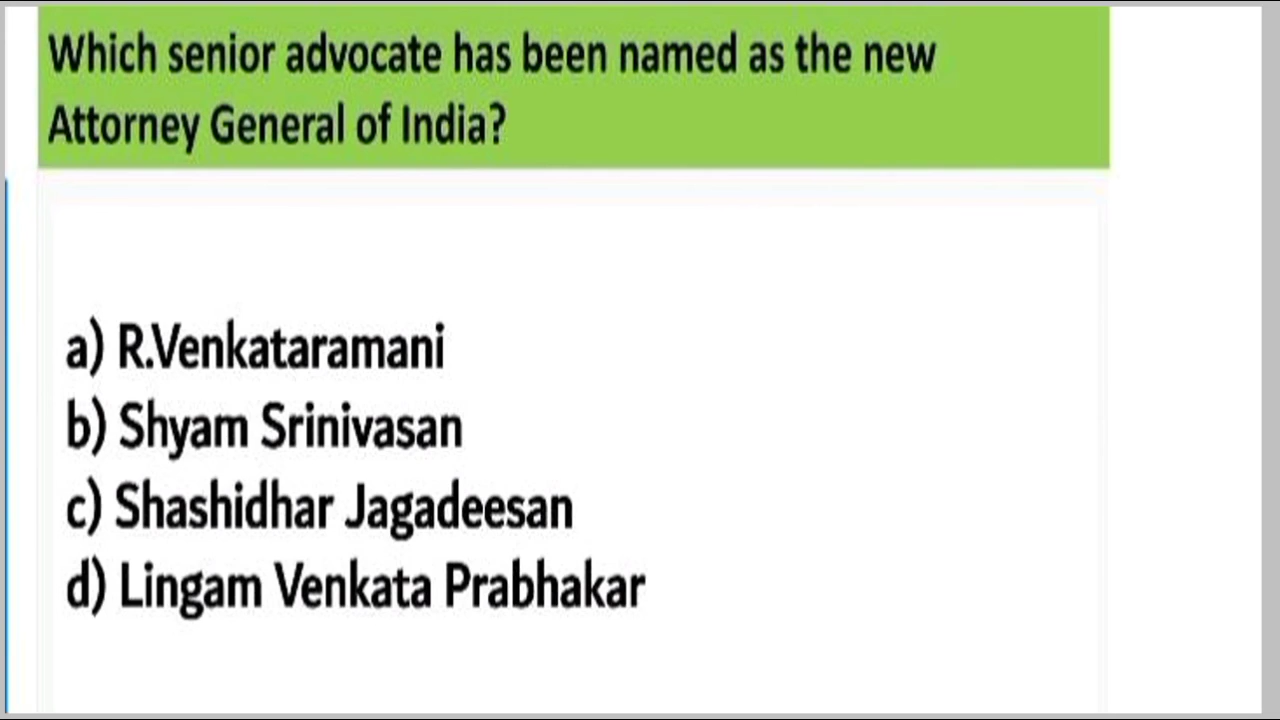 Which senior advocate has been named as the new
Attorney General of India?
a) R.Venkataramani
b) Shyam Srinivasan
c) Shashidhar Jagadeesan
d) Lingam Venkata Prabhakar